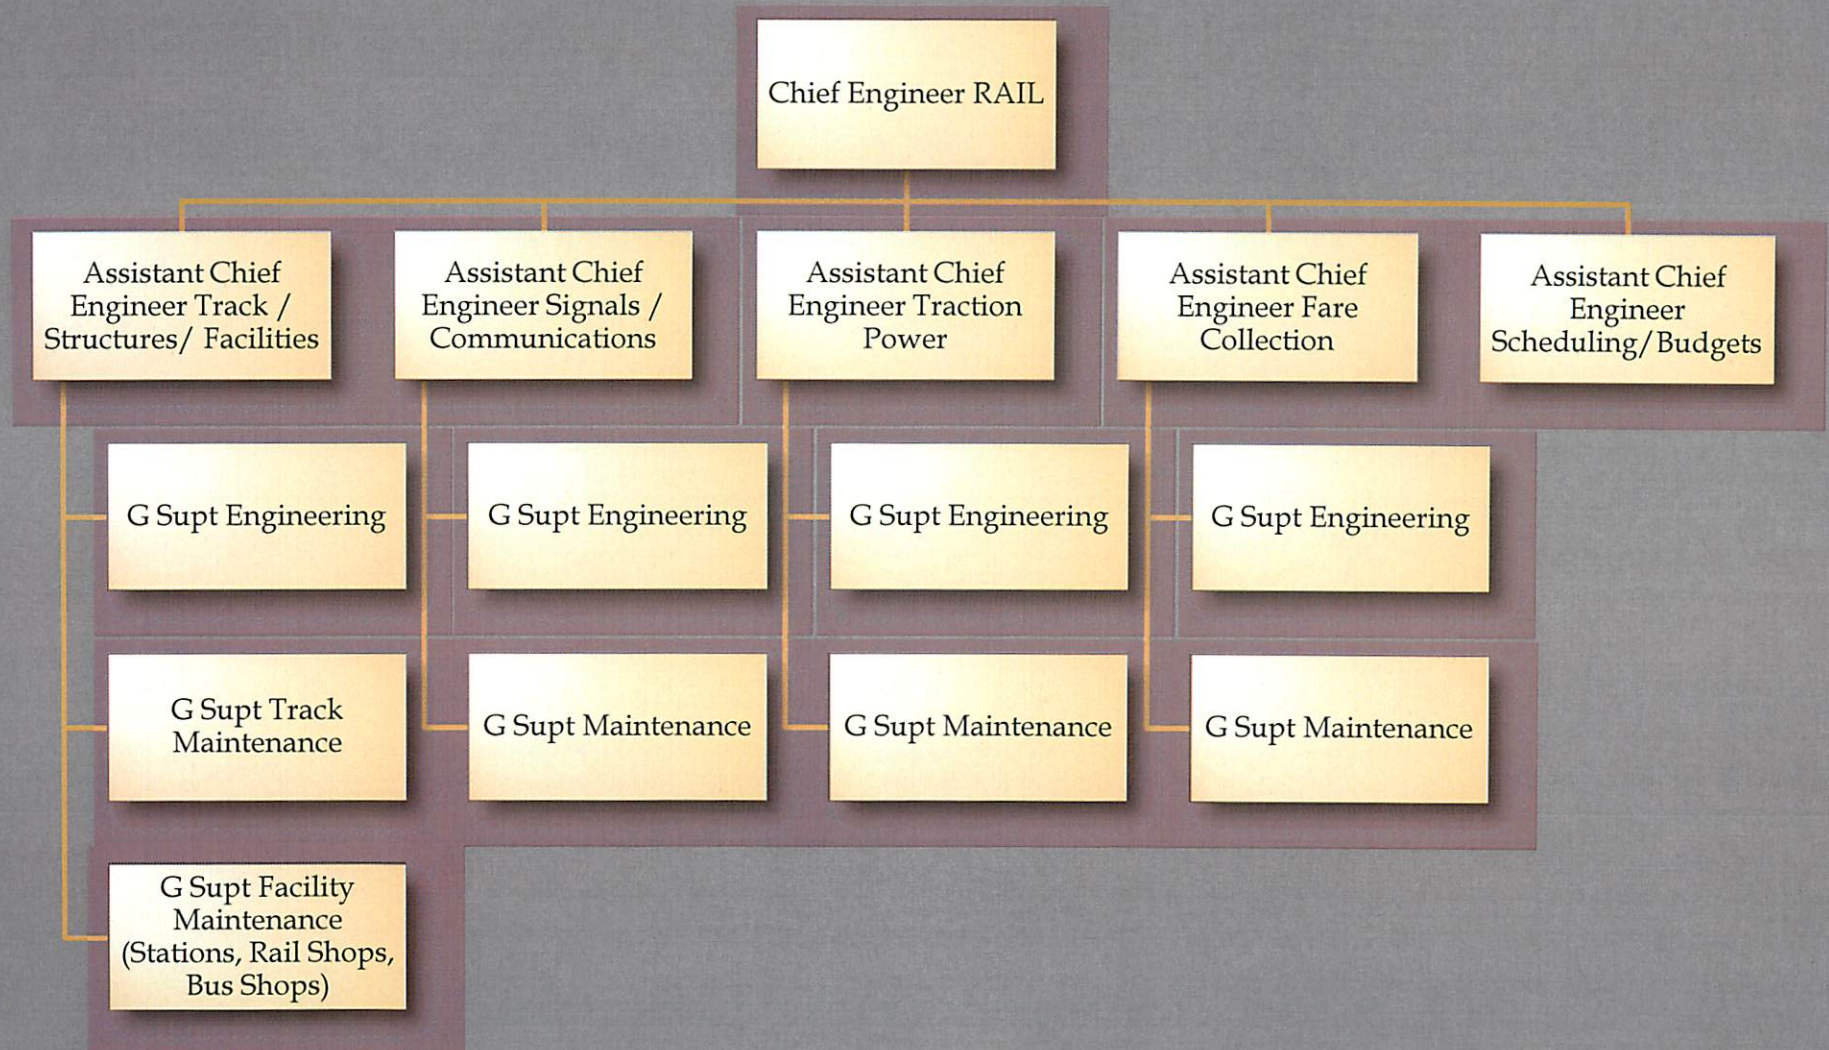 Chief Engineer RAIL
Assistant Chief
Engineer Track /
Structures/ Facilities
Assistant Chief
Engineer Signals /
Communications
Assistant Chief
Engineer Traction
Power
Assistant Chief
Engineer Fare
Collection
Assistant Chief
Engineer
Scheduling/Budgets
G Supt Engineering
G Supt Engineering
G Supt Engineering
G Supt Engineering
G Supt Track
Maintenance
G Supt Maintenance
G Supt Maintenance
G Supt Maintenance
G Supt Facility
Maintenance
(Stations, Rail Shops,
Bus Shops)